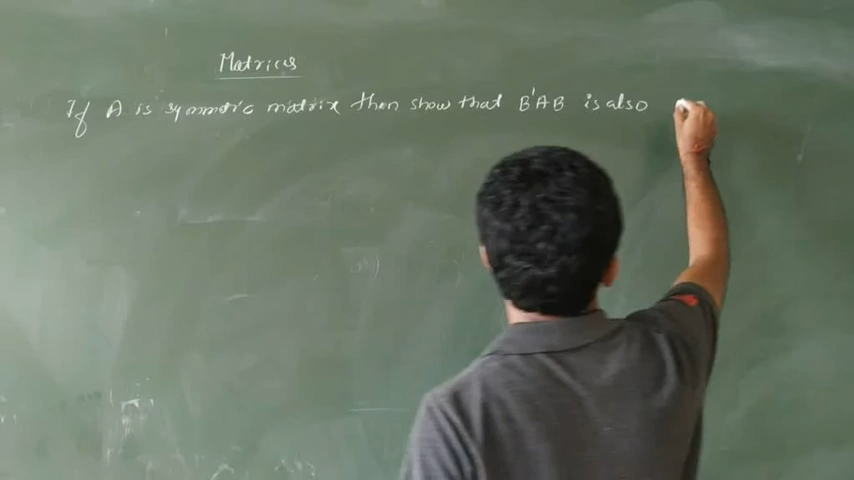 Matrices
If A is symmetric matrix then show that B'AB is also